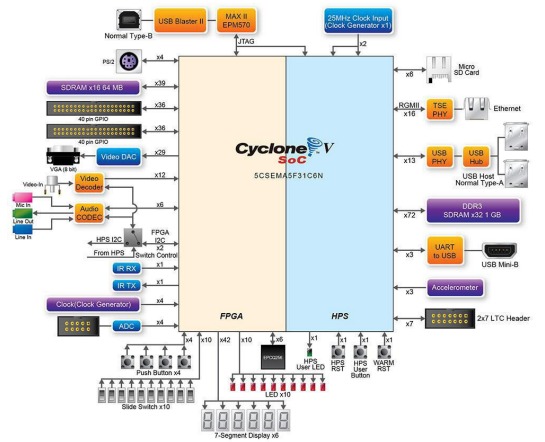 Normal Type-B
USB Blaster II
MAX II
EPM570
JTAG
25MHz Clock Input
(Clock Generator x1)
x2
PS/2
x4
SDRAM x16 64 MB
x39
40 pin GPIO
x36
40 pin GPIO
x36
VGA (8 bit)
Video DAC
x29
Video-In
Video
Decoder
x12
Mic In
Line Out
Line In
Audio
CODEC
x6
HPS I2C
FPGA
I2C
x2
From HPS
Switch Control
IR RX
x1
IR TX
x1
Clock(Clock Generator)
x4
ADC
x4
Cyclone V
SoC
5CSEMA5F31C6N
FPGA
HPS
x6
Micro
SD Card
RGMII
x16
TSE
PHY
Ethernet
x13
USB
PHY
USB
Hub
USB Host
Normal Type-A
x72
DDR3
SDRAM x32 1 GB
x3
UART
to USB
USB Mini-B
x3
Accelerometer
x7
2x7 LTC Header
x4
x10
x42
x10
x6
x1
x1
x1
x1
Push Button x4
EPCQ256
HPS
User LED
HPS
RST
HPS
User
Button
WARM
RST
LED x10
Slide Switch x10
7-Segment Display x6